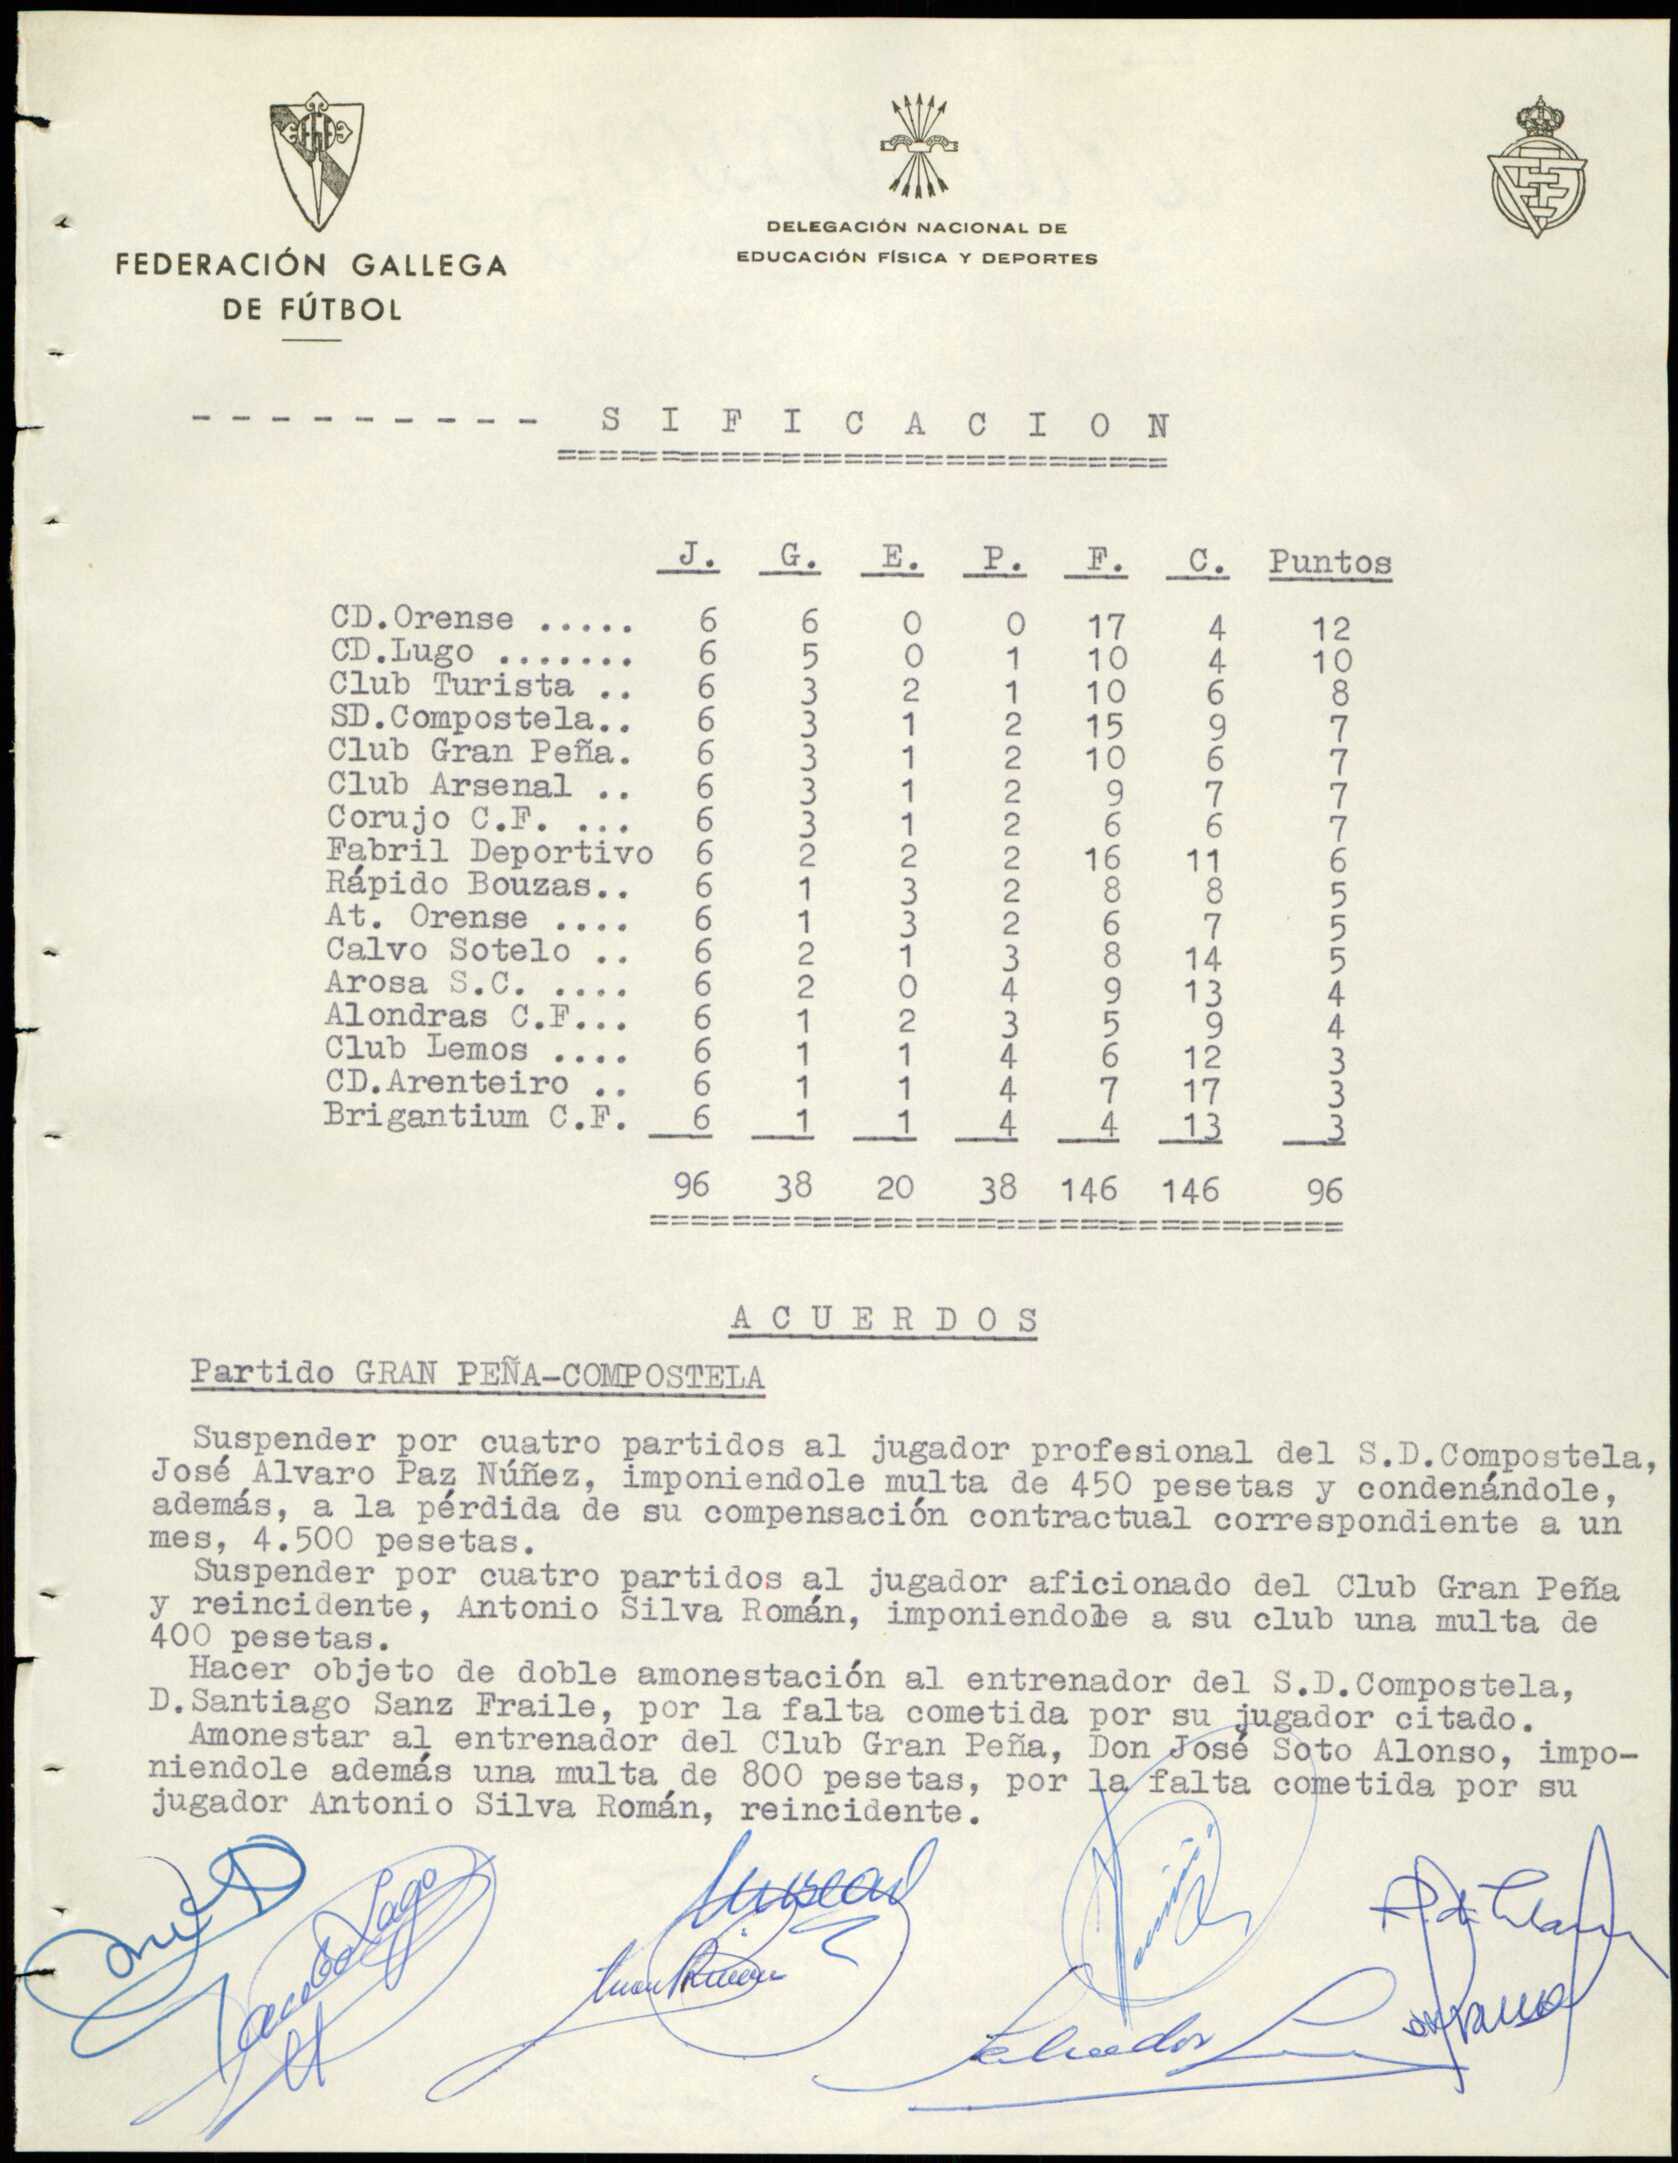 FEDERACIÓN GALLEGA
DE FÚTBOL
DELEGACIÓN NACIONAL DE
EDUCACIÓN FÍSICA Y DEPORTES
- - - - - - - - - S I F I C A C I O N
==============================
J. G. E. P. F. C. Puntos
CD.Orense ..... 6 6 0 0 17 4 12
CD.Lugo ....... 6 5 0 1 10 4 10
Club Turista .. 6 3 2 1 10 6 8
SD.Compostela.. 6 3 1 2 15 9 7
Club Gran Peña. 6 3 1 2 10 6 7
Club Arsenal .. 6 3 1 2 9 7 7
Corujo C.F. ... 6 3 1 2 6 6 7
Fabril Deportivo 6 2 2 2 16 11 6
Rápido Bouzas.. 6 1 3 2 8 8 5
At. Orense .... 6 1 3 2 6 7 5
Calvo Sotelo .. 6 2 1 3 8 14 5
Arosa S.C. .... 6 2 0 4 9 13 4
Alondras C.F... 6 1 2 3 5 9 4
Club Lemos .... 6 1 1 4 6 12 3
CD.Arenteiro .. 6 1 1 4 7 17 3
Brigantium C.F. 6 1 1 4 4 13 3
96 38 20 38 146 146 96
==================================
A C U E R D O S
Partido GRAN PEÑA-COMPOSTELA
Suspender por cuatro partidos al jugador profesional del S.D.Compostela,
José Alvaro Paz Núñez, imponiendole multa de 450 pesetas y condenándole,
además, a la pérdida de su compensación contractual correspondiente a un
mes, 4.500 pesetas.
Suspender por cuatro partidos al jugador aficionado del Club Gran Peña
y reincidente, Antonio Silva Román, imponiendole a su club una multa de
400 pesetas.
Hacer objeto de doble amonestación al entrenador del S.D.Compostela,
D.Santiago Sanz Fraile, por la falta cometida por su jugador citado.
Amonestar al entrenador del Club Gran Peña, Don José Soto Alonso, impo-
niendole además una multa de 800 pesetas, por la falta cometida por su
jugador Antonio Silva Román, reincidente.
Lago
Salvador